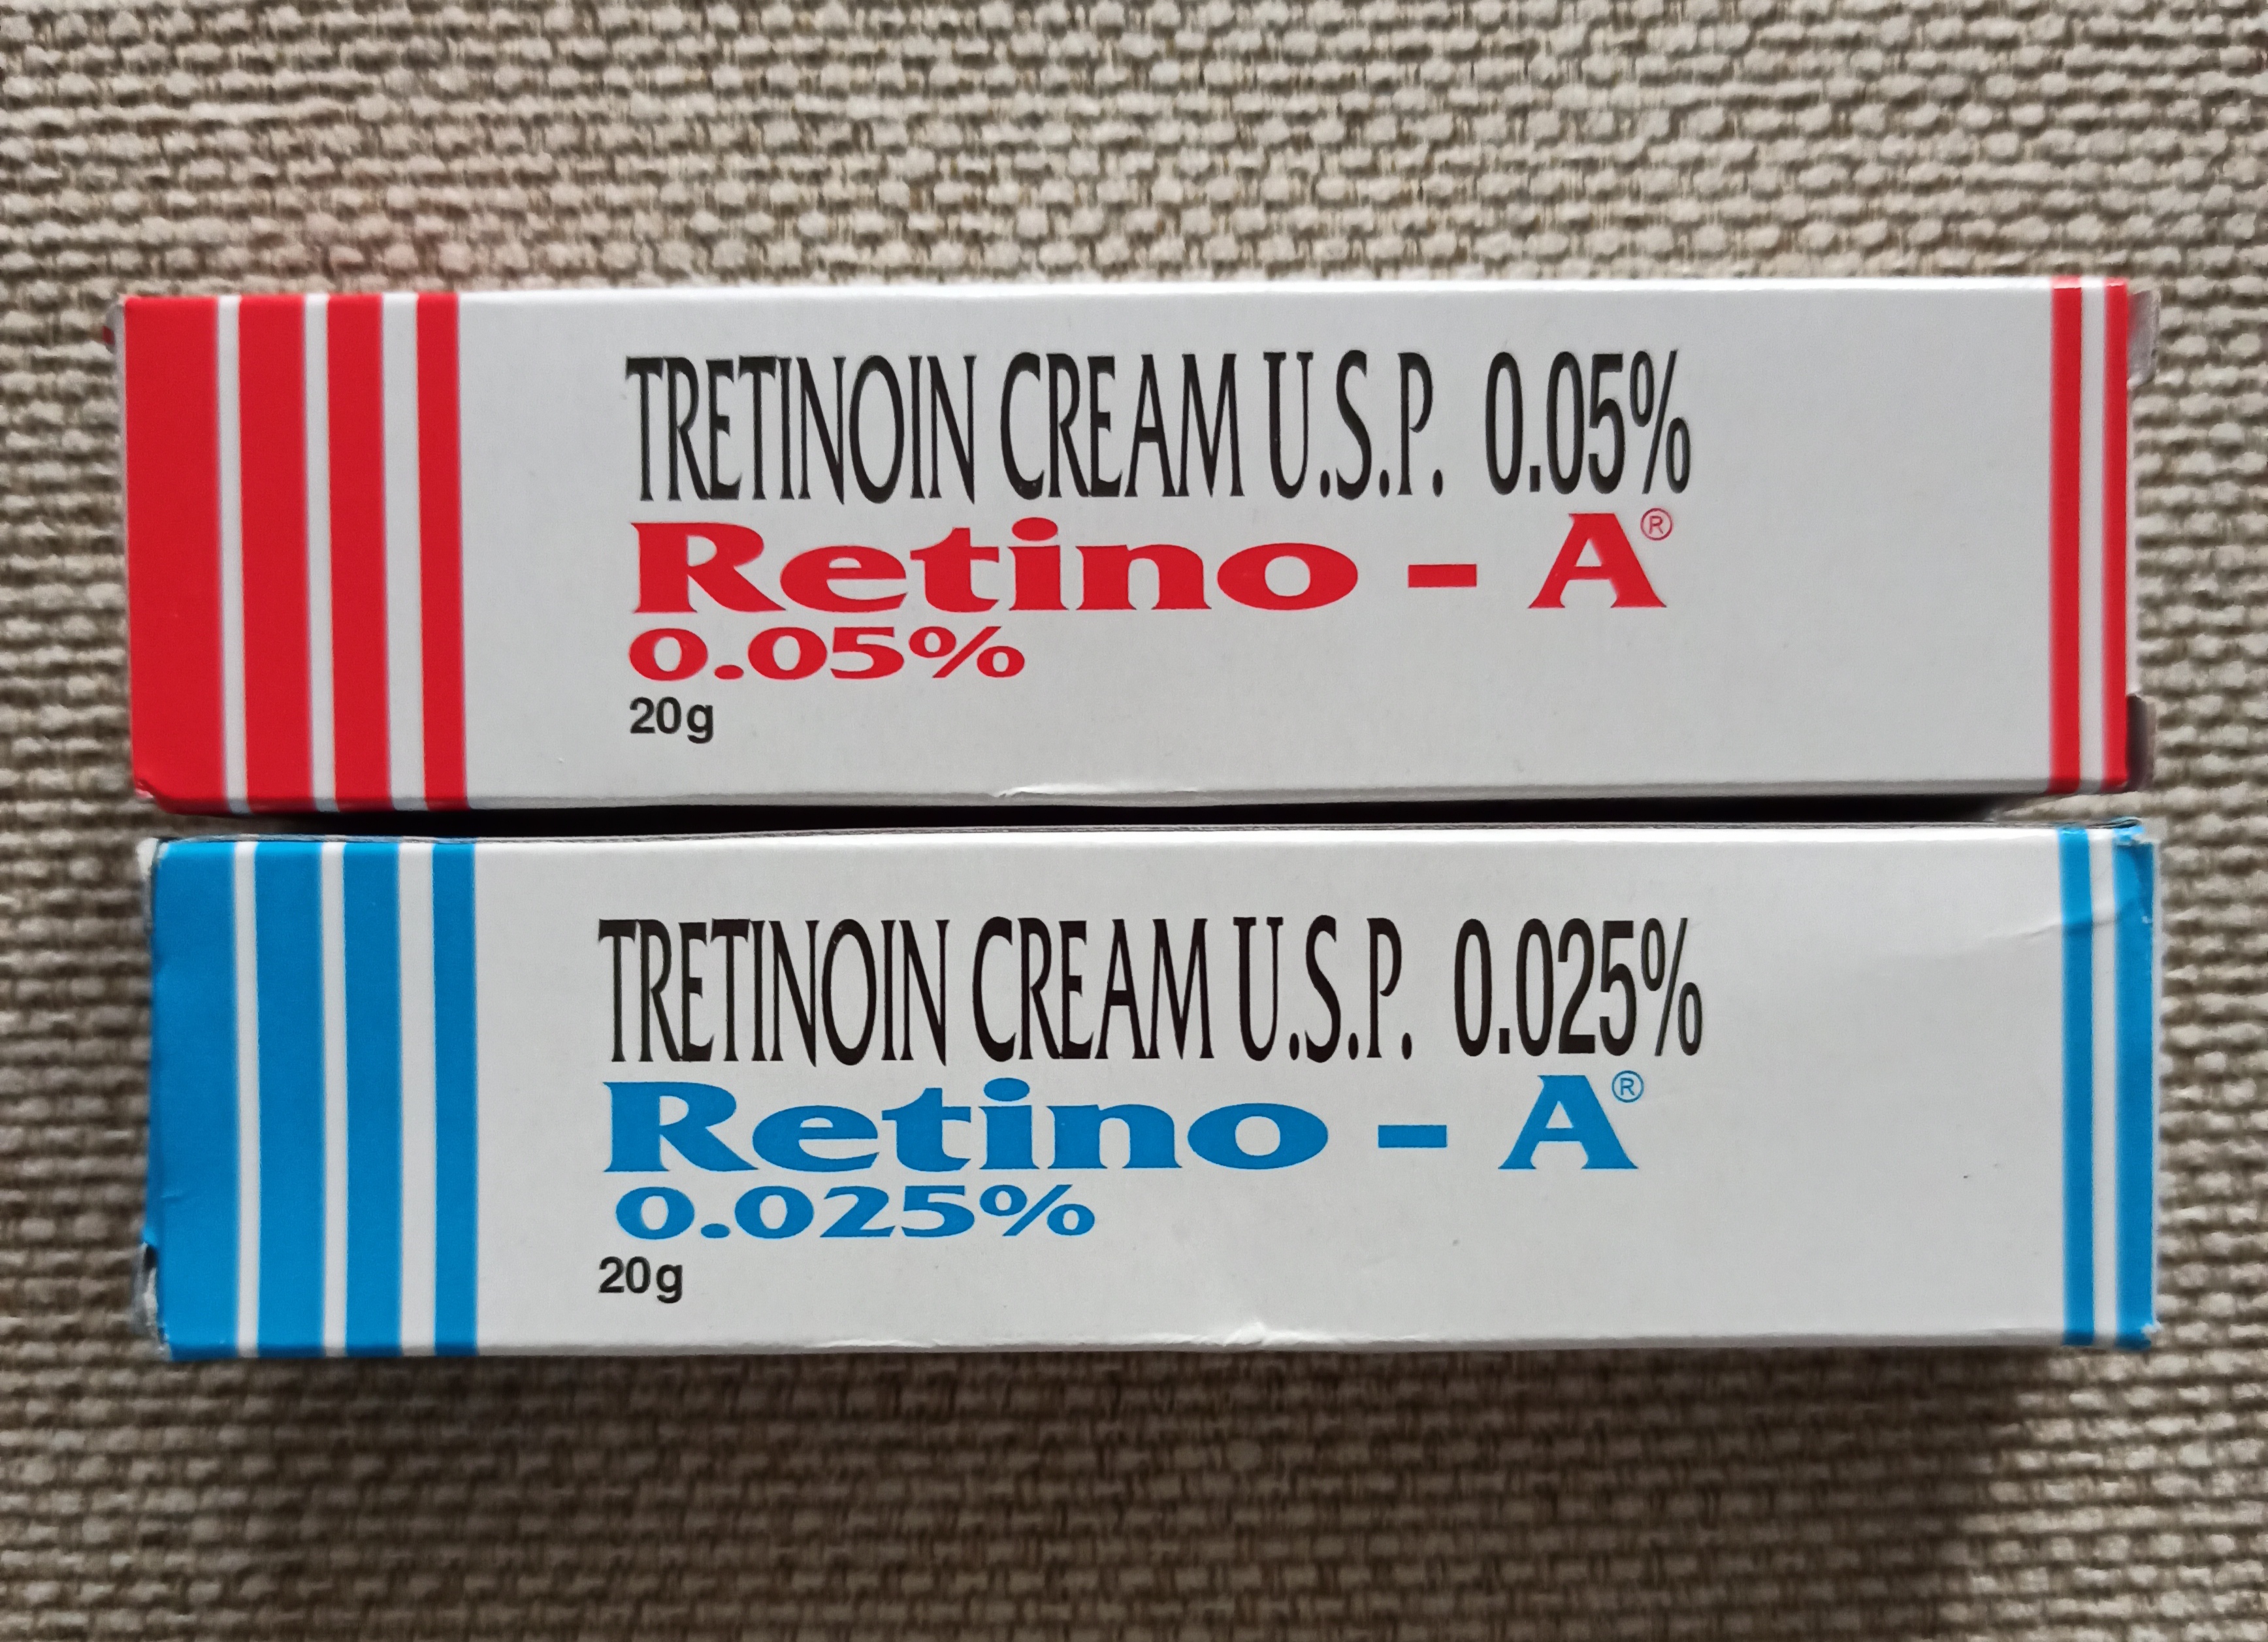 TRETINOIN CREAM U.S.P. 0.05%
Retino - A®
0.05%
20g
TRETINOIN CREAM U.S.P. 0.025%
Retino - A®
0.025%
20g